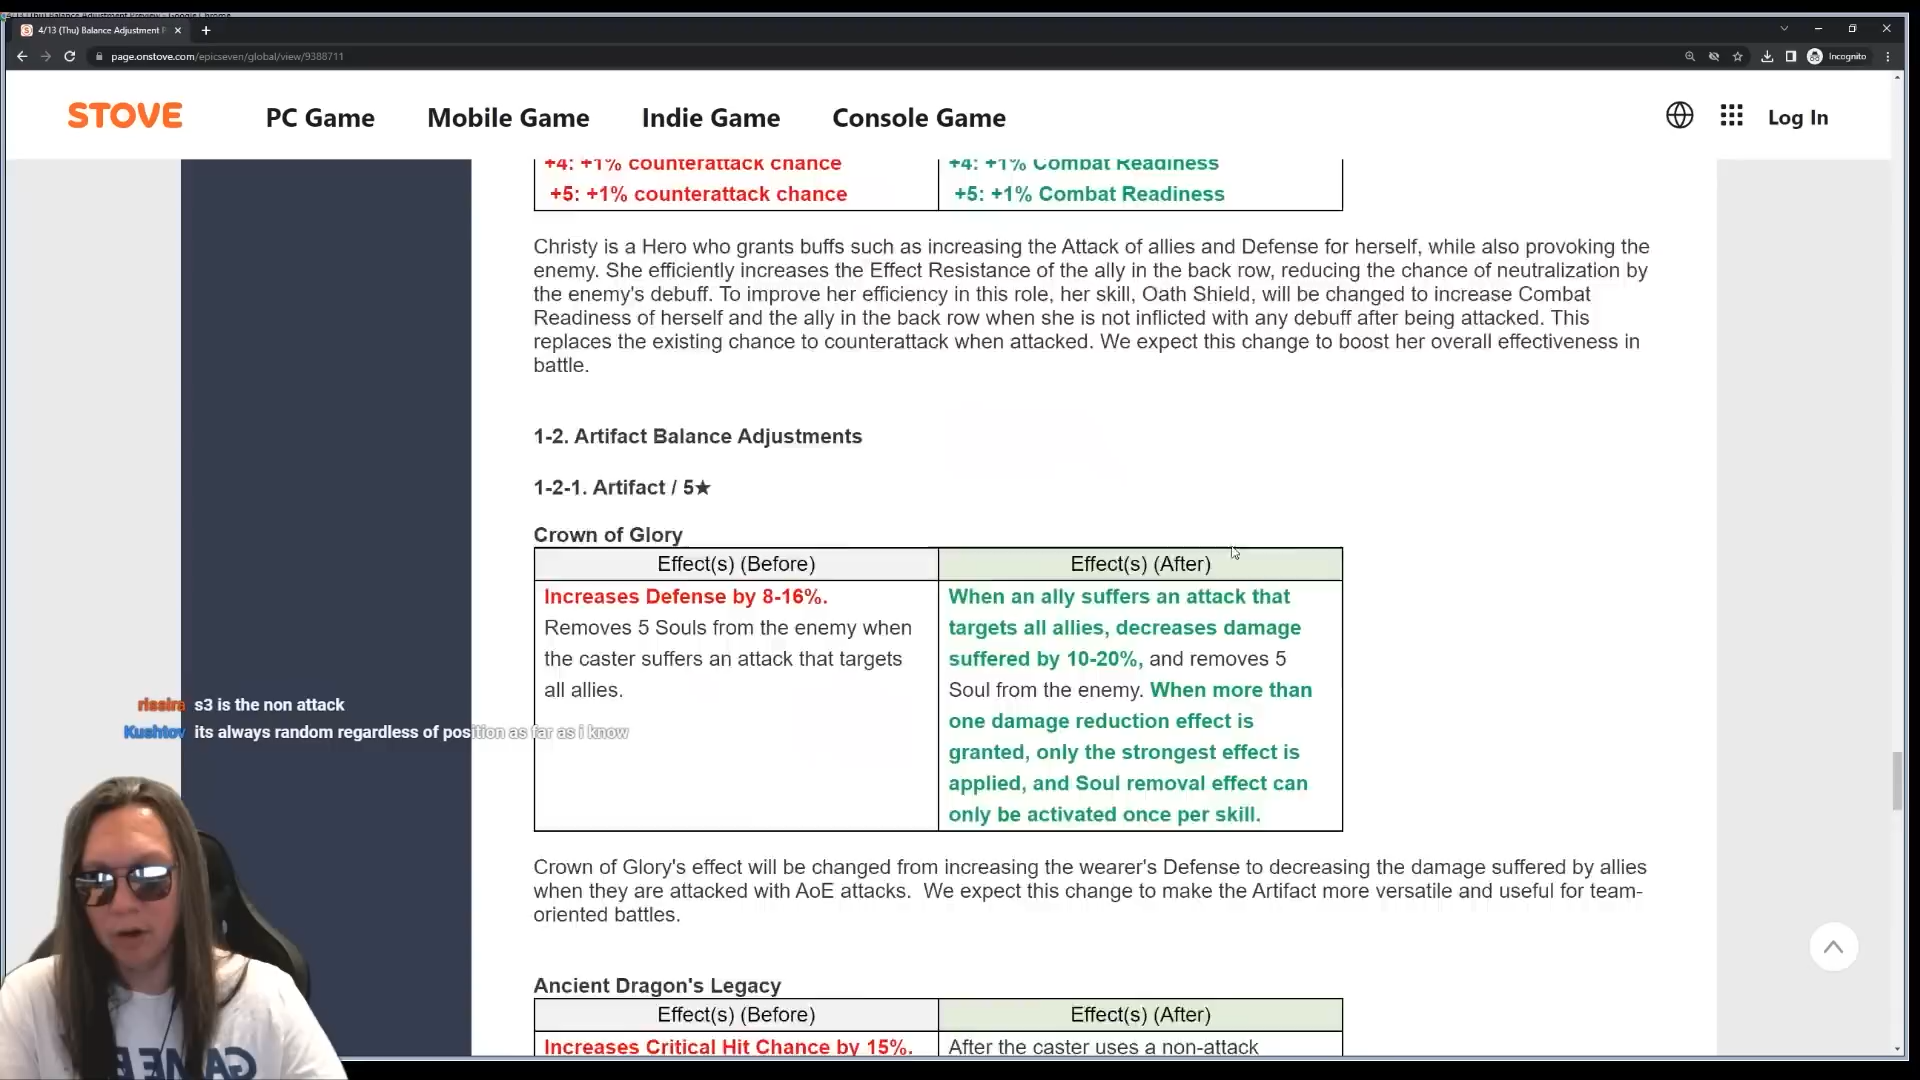 4/13 (Thu) Balance Adjustment Preview - Google Chrome
4/13 (Thu) Balance Adjustment P
page.onstove.com/epicseven/global/view/9388711
Incognito
STOVE
PC Game
Mobile Game
Indie Game
Console Game
Log In
+4: +1% counterattack chance
+4: +1% Combat Readiness
+5: +1% counterattack chance
+5: +1% Combat Readiness
Christy is a Hero who grants buffs such as increasing the Attack of allies and Defense for herself, while also provoking the
enemy. She efficiently increases the Effect Resistance of the ally in the back row, reducing the chance of neutralization by
the enemy's debuff. To improve her efficiency in this role, her skill, Oath Shield, will be changed to increase Combat
Readiness of herself and the ally in the back row when she is not inflicted with any debuff after being attacked. This
replaces the existing chance to counterattack when attacked. We expect this change to boost her overall effectiveness in
battle.
1-2. Artifact Balance Adjustments
1-2-1. Artifact / 5★
Crown of Glory
Effect(s) (Before)
Effect(s) (After)
Increases Defense by 8-16%.
Removes 5 Souls from the enemy when
the caster suffers an attack that targets
all allies.
When an ally suffers an attack that
targets all allies, decreases damage
suffered by 10-20%, and removes 5
Soul from the enemy. When more than
one damage reduction effect is
granted, only the strongest effect is
applied, and Soul removal effect can
only be activated once per skill.
rissira s3 is the non attack
Kushtov its always random regardless of position as far as i know
Crown of Glory's effect will be changed from increasing the wearer's Defense to decreasing the damage suffered by allies
when they are attacked with AoE attacks. We expect this change to make the Artifact more versatile and useful for team-
oriented battles.
Ancient Dragon's Legacy
Effect(s) (Before)
Effect(s) (After)
Increases Critical Hit Chance by 15%.
After the caster uses a non-attack